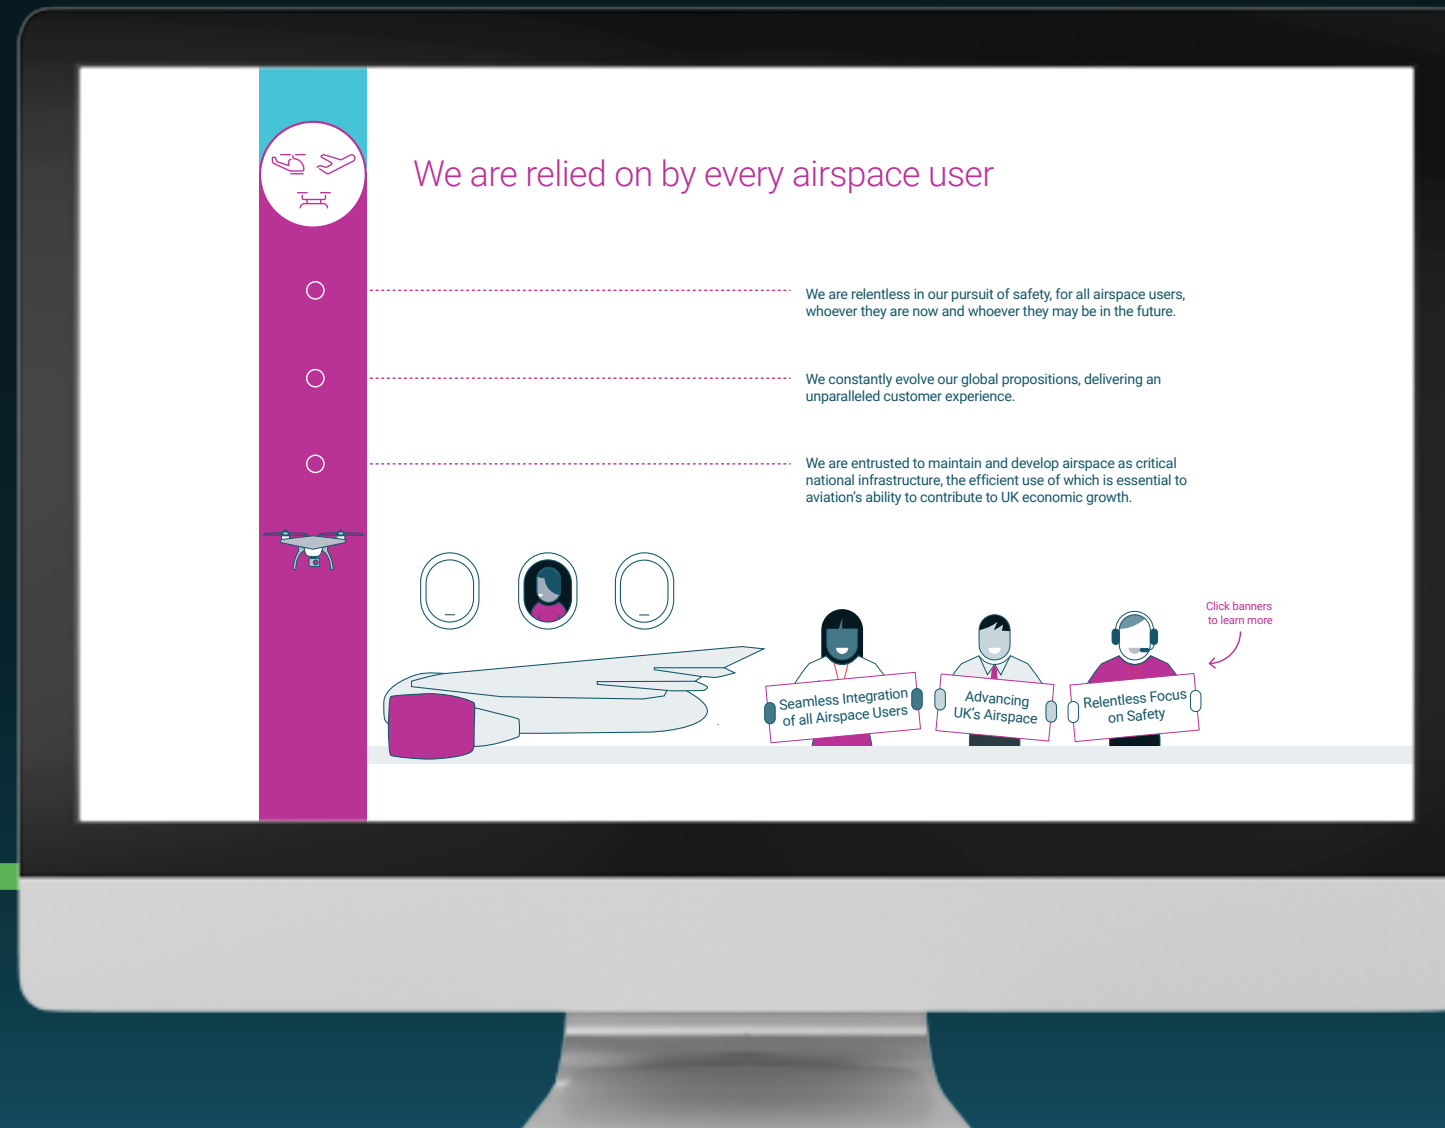 We are relied on by every airspace user
We are relentless in our pursuit of safety, for all airspace users,
whoever they are now and whoever they may be in the future.
We constantly evolve our global propositions, delivering an
unparalleled customer experience.
We are entrusted to maintain and develop airspace as critical
national infrastructure, the efficient use of which is essential to
aviation’s ability to contribute to UK economic growth.
Click banners
to learn more
Seamless Integration
of all Airspace Users
Advancing
UK’s Airspace
Relentless Focus
on Safety